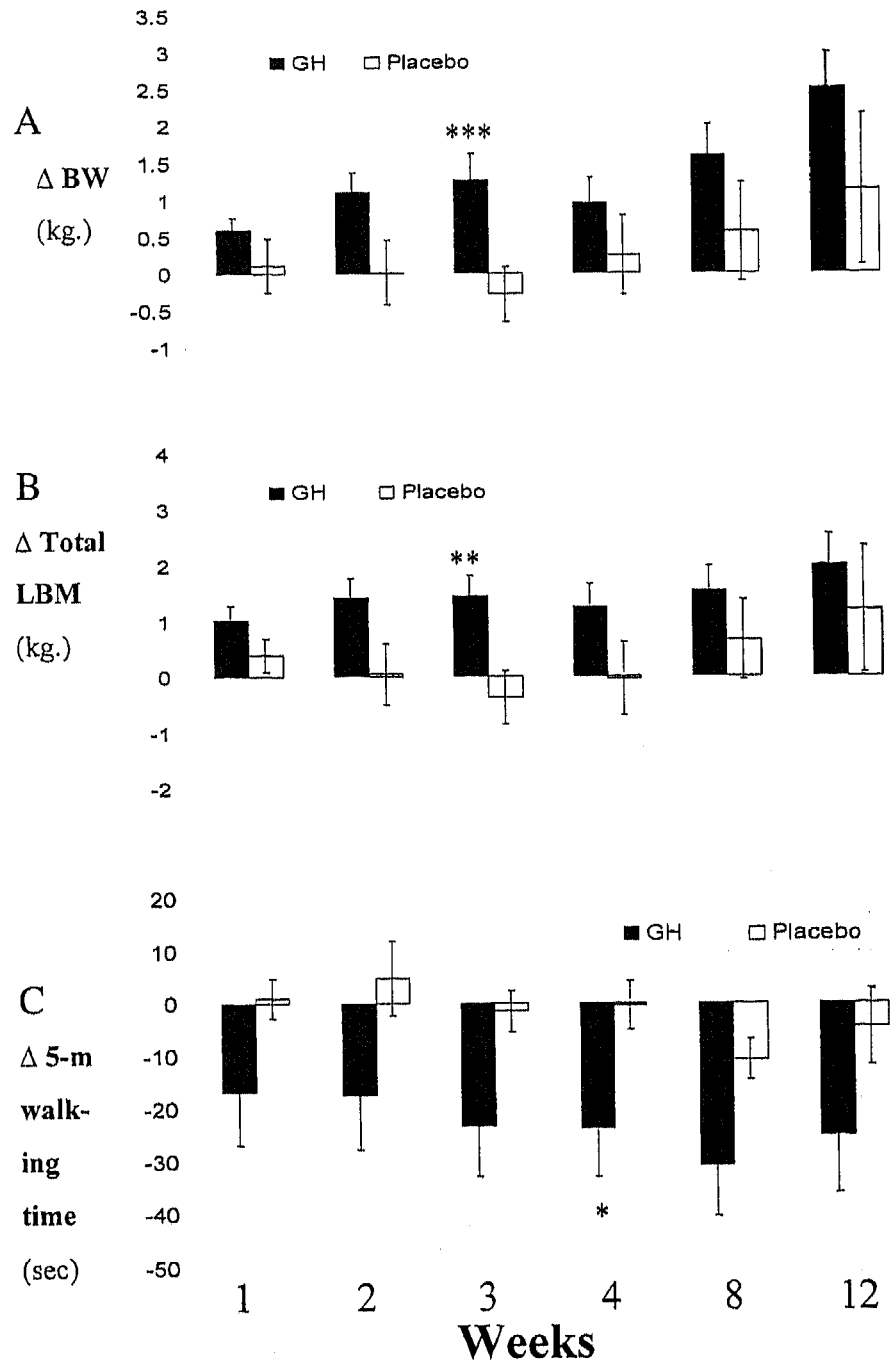 3.5
3
2.5
2
1.5
1
0.5
0
-0.5
-1
GH Placebo
A
Δ BW
(kg.)
***
4
3
2
1
0
-1
-2
GH Placebo
B
Δ Total
LBM
(kg.)
**
20
10
0
-10
-20
-30
-40
-50
GH Placebo
C
Δ 5-m
walk-
ing
time
(sec)
*
1 2 3 4 8 12
Weeks